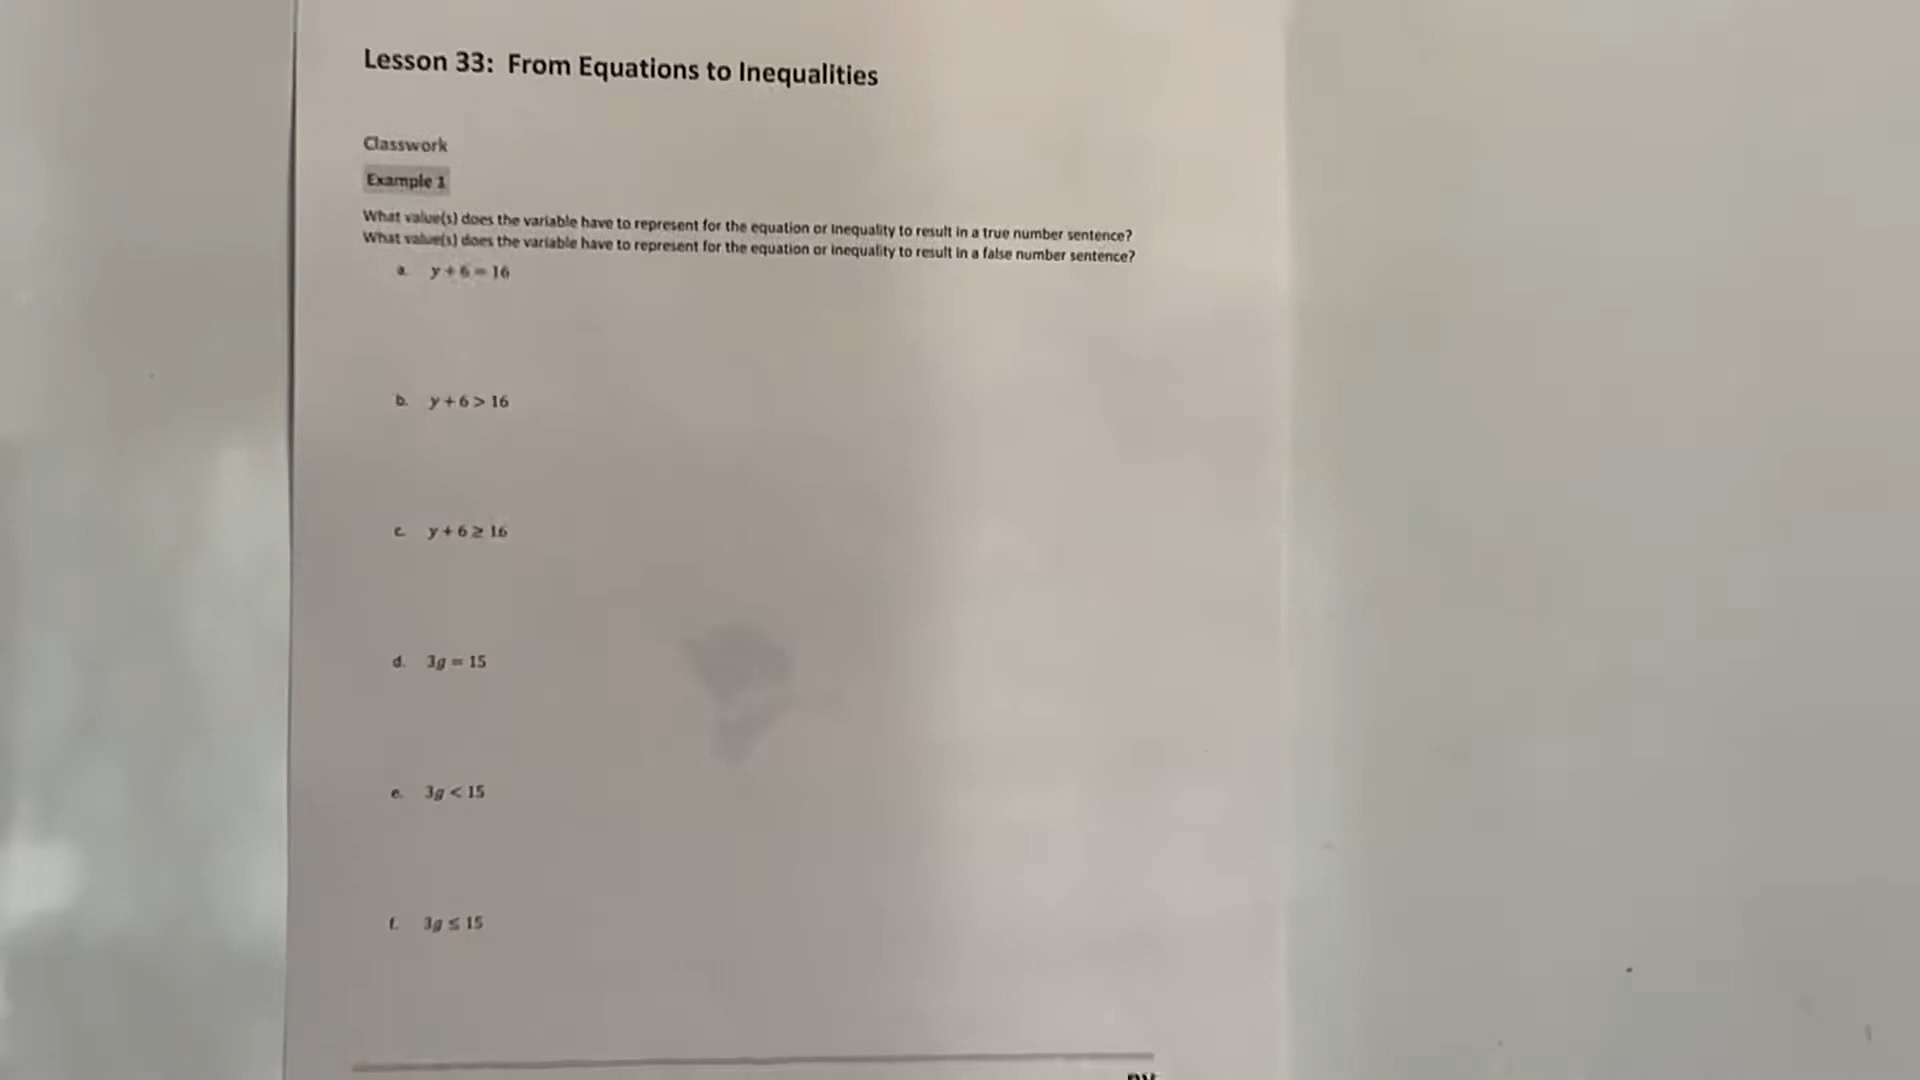 Lesson 33: From Equations to Inequalities
Classwork
Example 1
What value(s) does the variable have to represent for the equation or inequality to result in a true number sentence?
What value(s) does the variable have to represent for the equation or inequality to result in a false number sentence?
a. y + 6 = 16
b. y + 6 > 16
c. y + 6 ≥ 16
d. 3g = 15
e. 3g < 15
f. 3g ≤ 15